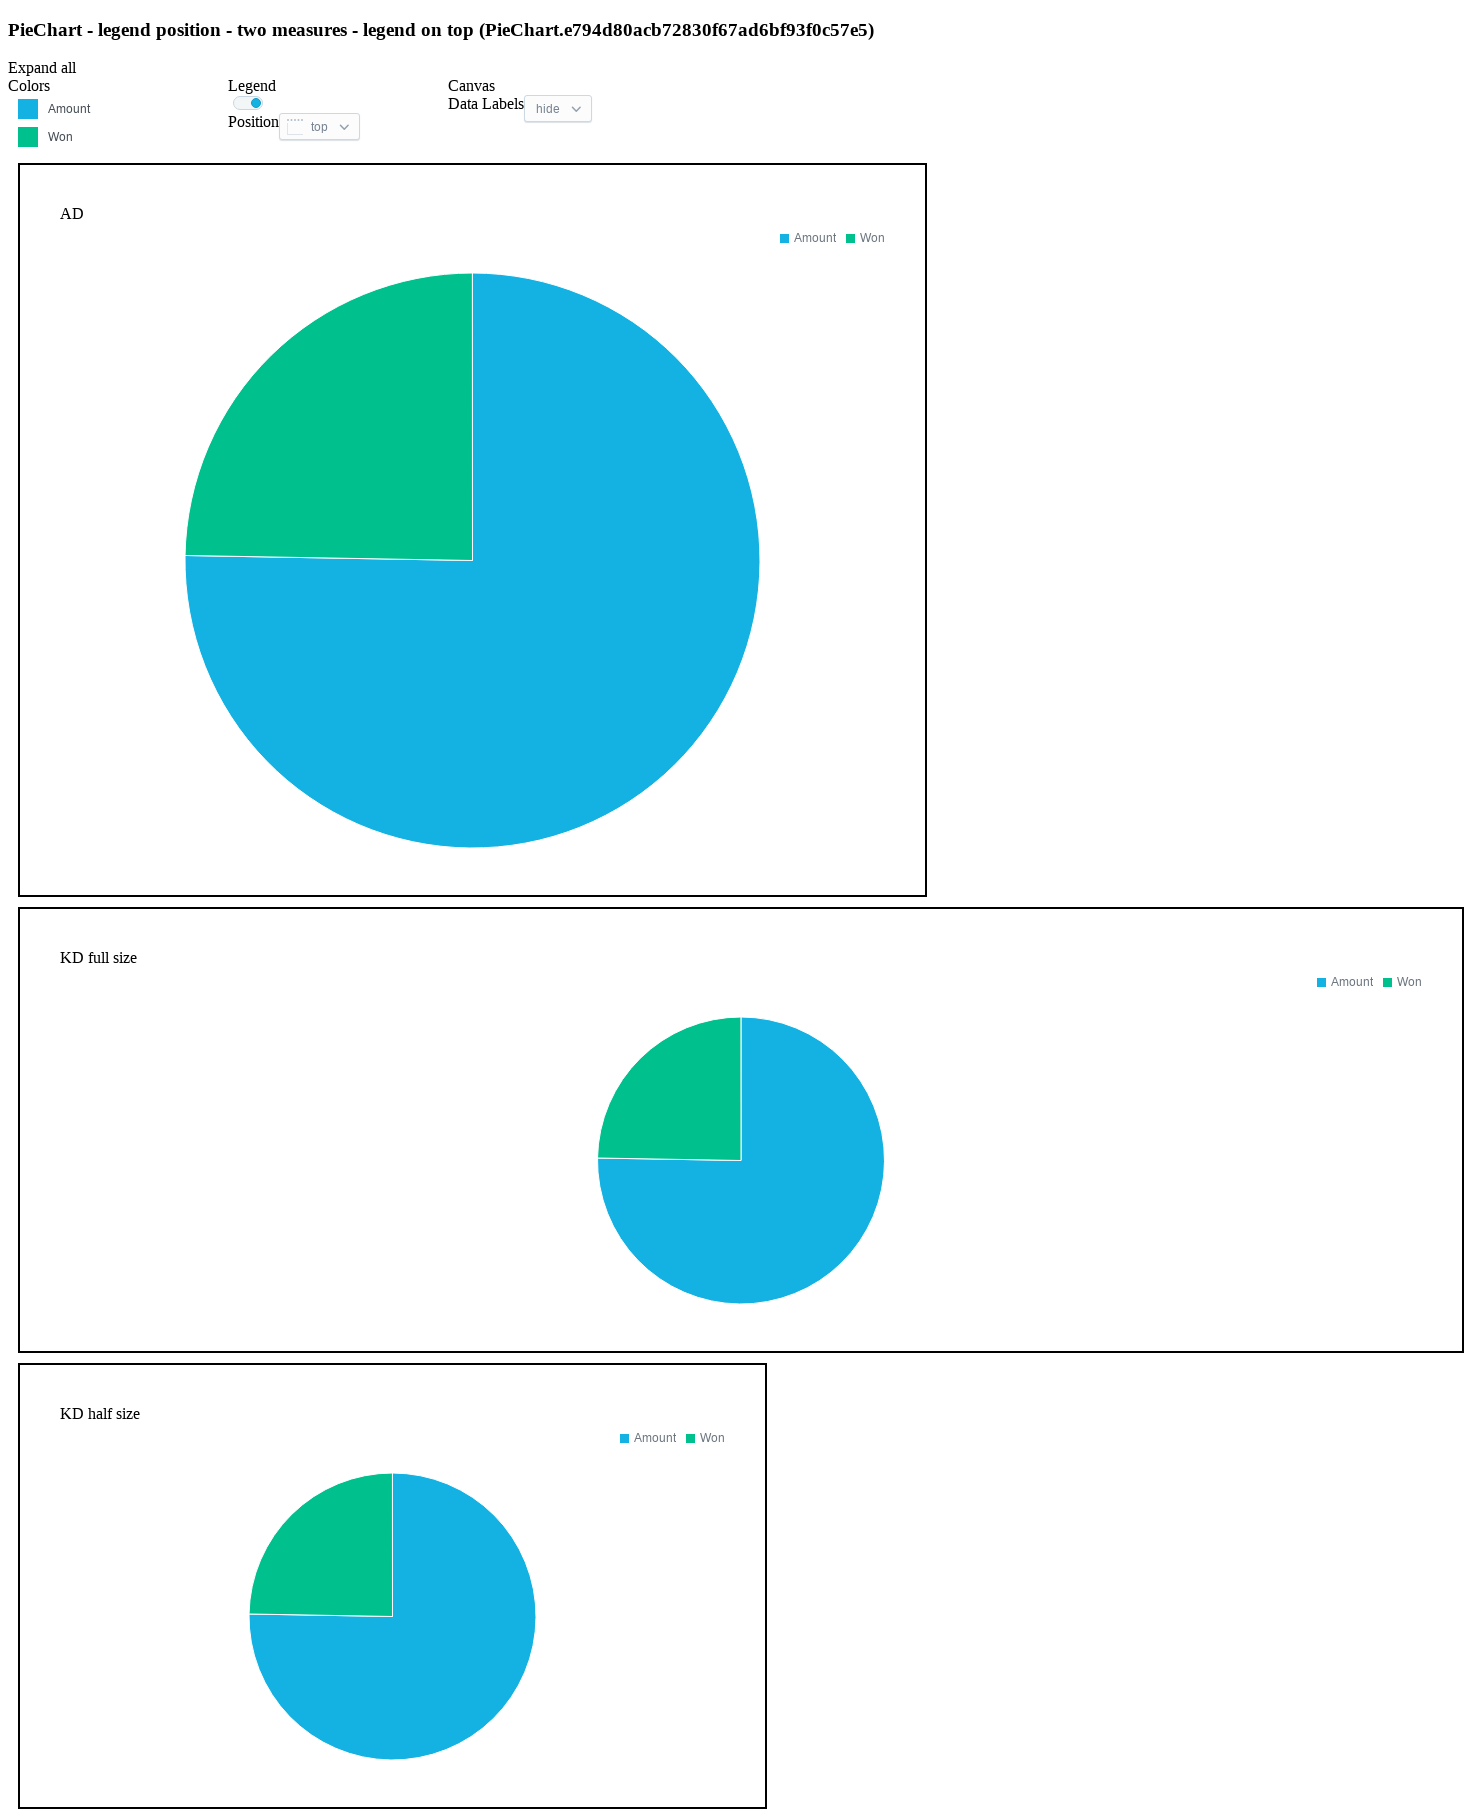 PieChart - legend position - two measures - legend on top (PieChart.e794d80acb72830f67ad6bf93f0c57e5)
Expand all
Colors
Amount
Won
Legend
Position top
Canvas
Data Labels hide
AD
Amount Won
KD full size
Amount Won
KD half size
Amount Won